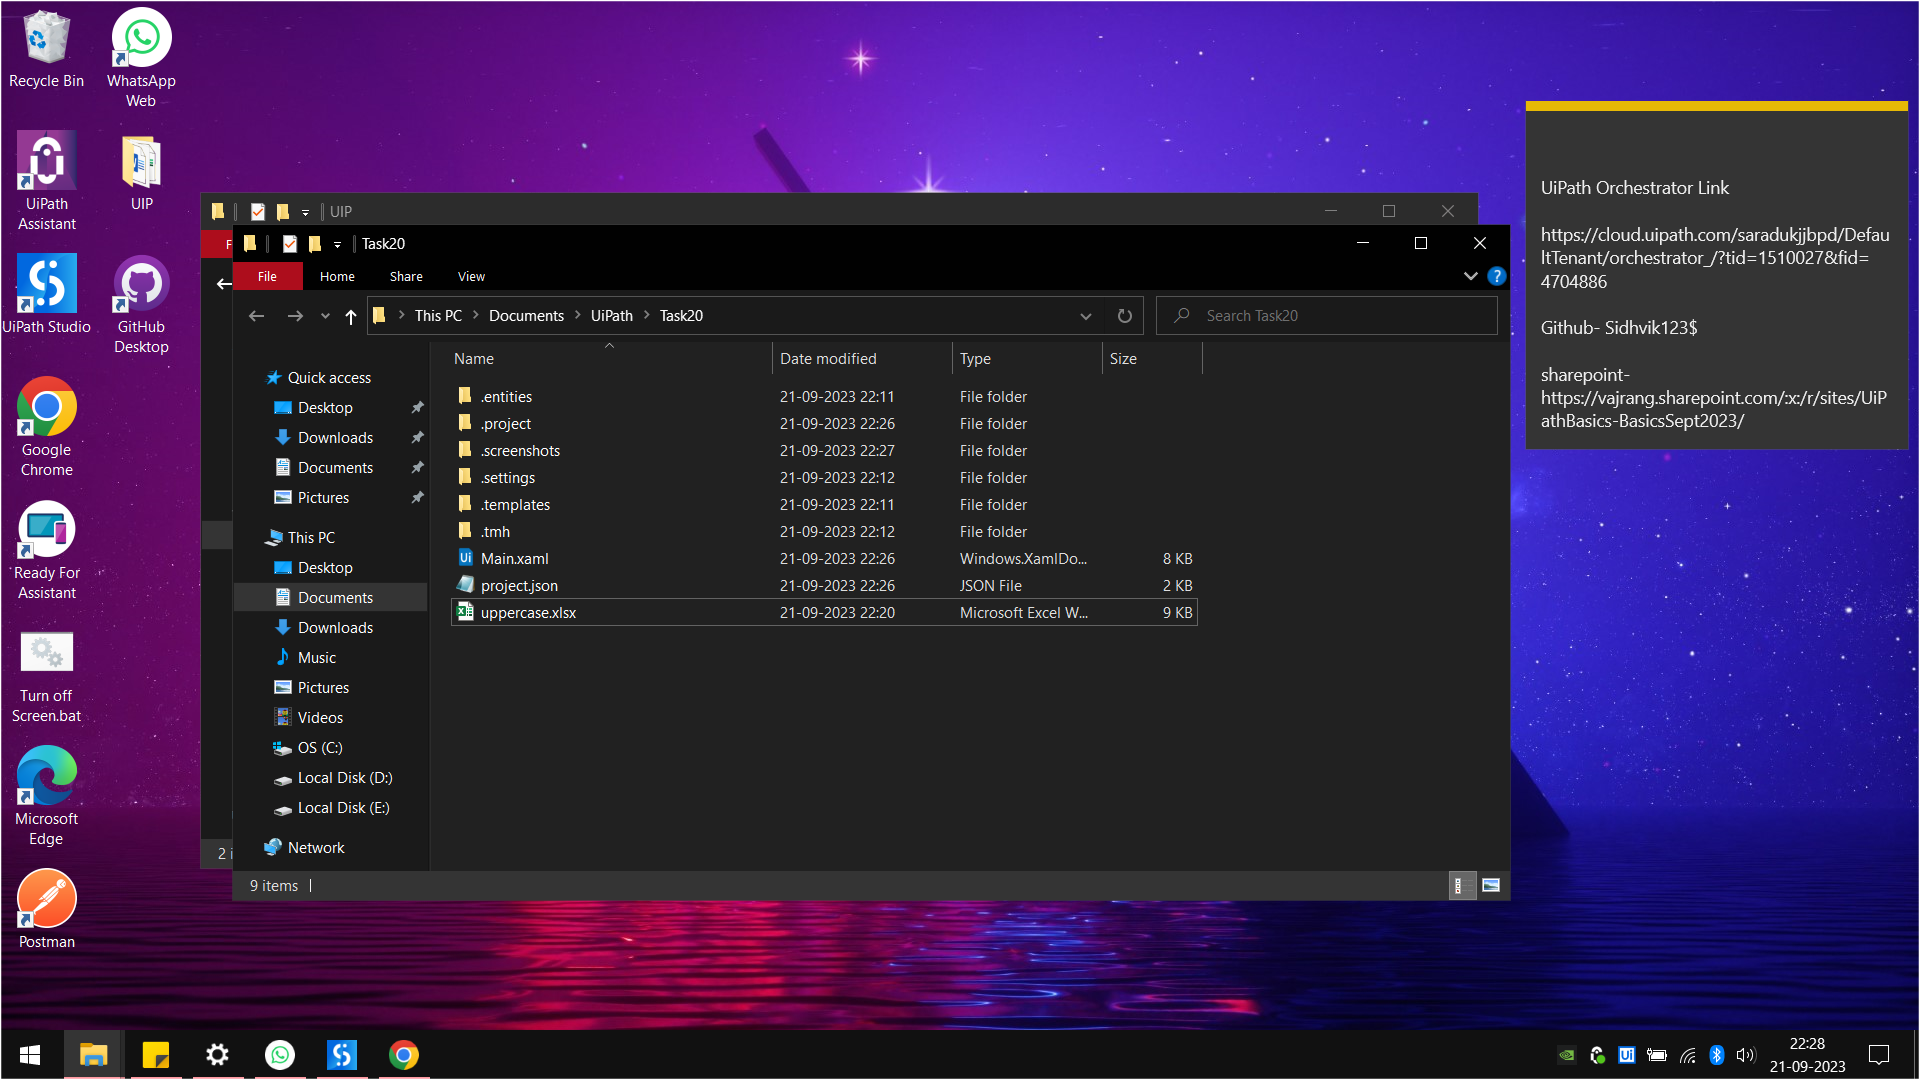 Recycle Bin
WhatsApp
Web
UiPath
Assistant
UIP
UiPath Studio
GitHub
Desktop
Google
Chrome
Ready For
Assistant
Turn off
Screen.bat
Microsoft
Edge
Postman
UIP
F
2 i
Task20
File
Home
Share
View
This PC
Documents
UiPath
Task20
Search Task20
Name
Date modified
Type
Size
Quick access
Desktop
Downloads
Documents
Pictures
This PC
Desktop
Documents
Downloads
Music
Pictures
Videos
OS (C:)
Local Disk (D:)
Local Disk (E:)
Network
.entities 21-09-2023 22:11 File folder
.project 21-09-2023 22:26 File folder
.screenshots 21-09-2023 22:27 File folder
.settings 21-09-2023 22:12 File folder
.templates 21-09-2023 22:11 File folder
.tmh 21-09-2023 22:12 File folder
Main.xaml 21-09-2023 22:26 Windows.XamlDo... 8 KB
project.json 21-09-2023 22:26 JSON File 2 KB
uppercase.xlsx 21-09-2023 22:20 Microsoft Excel W... 9 KB
9 items
UiPath Orchestrator Link
https://cloud.uipath.com/saradukjjbpd/Defau
ltTenant/orchestrator_/?tid=1510027&fid=
4704886
Github- Sidhvik123$
sharepoint-
https://vajrang.sharepoint.com/:x:/r/sites/UiP
athBasics-BasicsSept2023/
22:28
21-09-2023